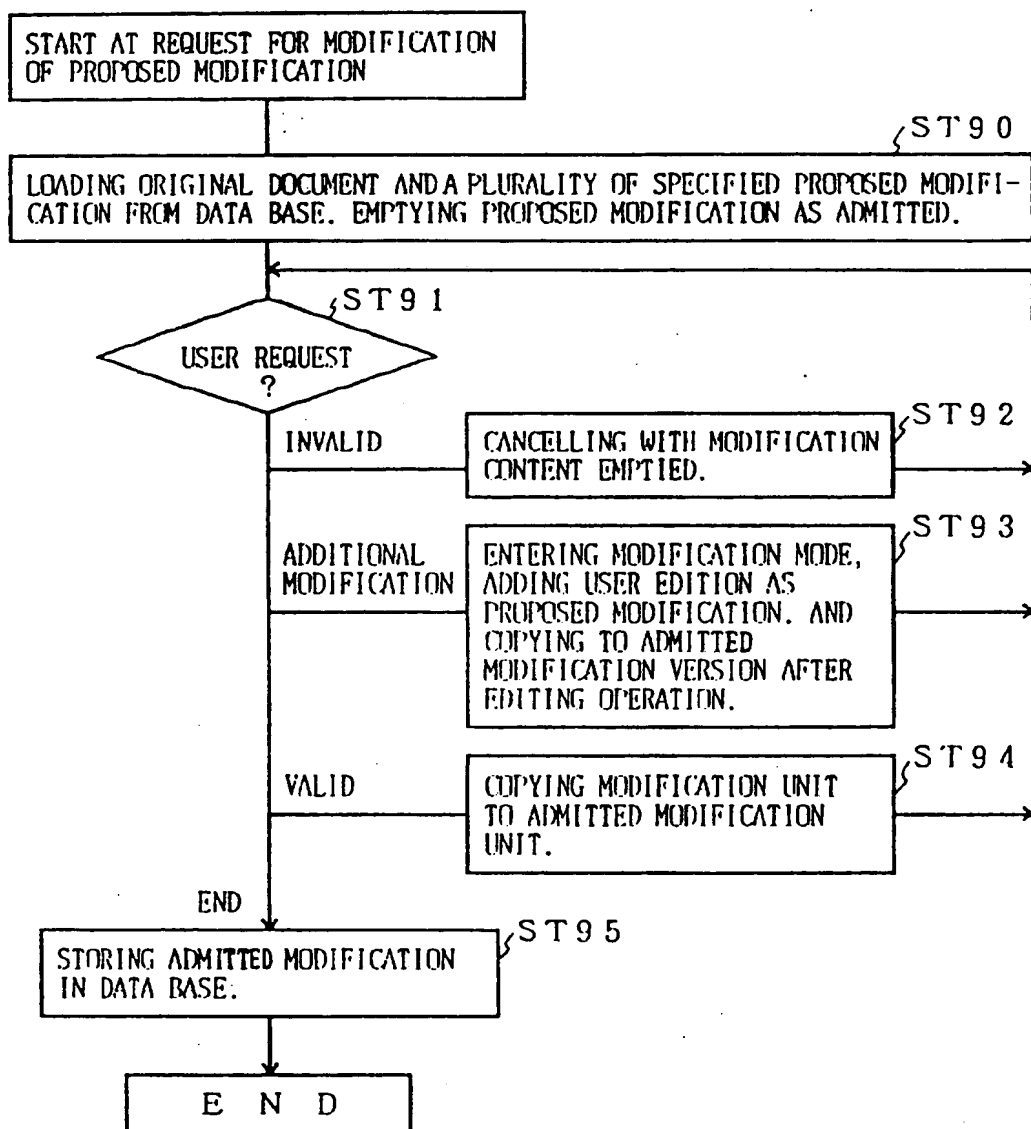 START AT REQUEST FOR MODIFICATION
OF PROPOSED MODIFICATION
ST90
LOADING ORIGINAL DOCUMENT AND A PLURALITY OF SPECIFIED PROPOSED MODIFI-
CATION FROM DATA BASE. EMPTYING PROPOSED MODIFICATION AS ADMITTED.
ST91
USER REQUEST
?
INVALID
ST92
CANCELLING WITH MODIFICATION
CONTENT EMPTIED.
ADDITIONAL
MODIFICATION
ST93
ENTERING MODIFICATION MODE,
ADDING USER EDITION AS
PROPOSED MODIFICATION. AND
COPYING TO ADMITTED
MODIFICATION VERSION AFTER
EDITING OPERATION.
VALID
ST94
COPYING MODIFICATION UNIT
TO ADMITTED MODIFICATION
UNIT.
END
ST95
STORING ADMITTED MODIFICATION
IN DATA BASE.
E N D